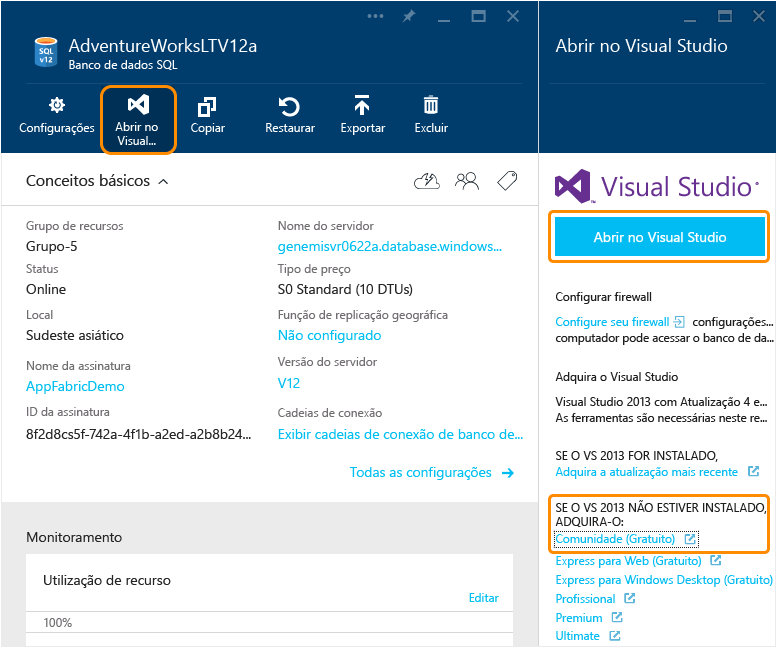 AdventureWorksLTV12a
Banco de dados SQL
SQL
v12
Configurações
Abrir no
Visual...
Copiar
Restaurar
Exportar
Excluir
Conceitos básicos
Grupo de recursos
Grupo-5
Status
Online
Local
Sudeste asiático
Nome da assinatura
AppFabricDemo
ID da assinatura
8f2d8cs5f-742a-4f1b-a2ed-a2b8b24...
Nome do servidor
genemisvr0622a.database.windows...
Tipo de preço
S0 Standard (10 DTUs)
Função de replicação geográfica
Não configurado
Versão do servidor
V12
Cadeias de conexão
Exibir cadeias de conexão de banco de...
Todas as configurações
Monitoramento
Utilização de recurso
Editar
100%
Abrir no Visual Studio
Visual Studio
Abrir no Visual Studio
Configurar firewall
Configure seu firewall configurações...
computador pode acessar o banco de da...
Adquira o Visual Studio
Visual Studio 2013 com Atualização 4 e...
As ferramentas são necessárias neste re...
SE O VS 2013 FOR INSTALADO,
Adquira a atualização mais recente
SE O VS 2013 NÃO ESTIVER INSTALADO,
ADQUIRA-O:
Comunidade (Gratuito)
Express para Web (Gratuito)
Express para Windows Desktop (Gratuito)
Profissional
Premium
Ultimate